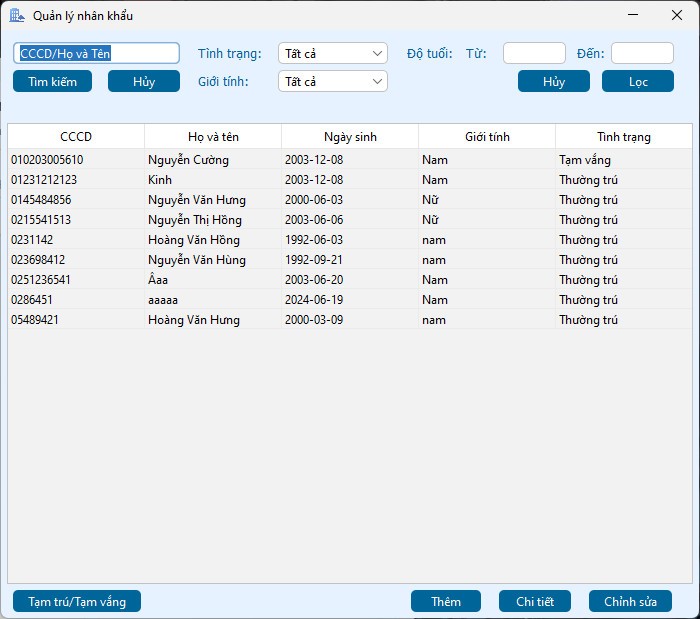 Quản lý nhân khẩu
CCCD/Họ và Tên Tình trạng: Tất cả Độ tuổi: Từ: Đến:
Tìm kiếm Hủy Giới tính: Tất cả Hủy Lọc
CCCD Họ và tên Ngày sinh Giới tính Tình trạng
010203005610 Nguyễn Cường 2003-12-08 Nam Tạm vắng
01231212123 Kinh 2003-12-08 Nam Thường trú
0145484856 Nguyễn Văn Hưng 2000-06-03 Nữ Thường trú
0215541513 Nguyễn Thị Hồng 2003-06-06 Nữ Thường trú
0231142 Hoàng Văn Hồng 1992-06-03 nam Thường trú
023698412 Nguyễn Văn Hùng 1992-09-21 nam Thường trú
0251236541 Âaa 2003-06-20 Nam Thường trú
0286451 aaaaa 2024-06-19 Nam Thường trú
05489421 Hoàng Văn Hưng 2000-03-09 nam Thường trú
Tạm trú/Tạm vắng Thêm Chi tiết Chỉnh sửa